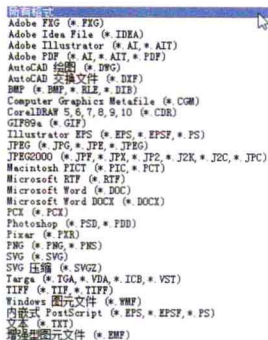 所有格式
Adobe FXG (*.FXG)
Adobe Idea File (*.IDEA)
Adobe Illustrator (*.AI,*.AIT)
Adobe PDF (*.AI,*.AIT,*.PDF)
AutoCAD 绘图 (*.DWG)
AutoCAD 交换文件 (*.DXF)
BMP (*.BMP,*.RLE,*.DIB)
Computer Graphics Metafile (*.CGM)
CorelDRAW 5,6,7,8,9,10 (*.CDR)
GIF89a (*.GIF)
Illustrator EPS (*.EPS,*.EPSF,*.PS)
JPEG (*.JPG,*.JPE,*.JPEG)
JPEG2000 (*.JPF,*.JPX,*.JP2,*.J2K,*.J2C,*.JPC)
Macintosh PICT (*.PIC,*.PCT)
Microsoft RTF (*.RTF)
Microsoft Word (*.DOC)
Microsoft Word DOCX (*.DOCX)
PCX (*.PCX)
Photoshop (*.PSD,*.PDD)
Pixar (*.PXR)
PNG (*.PNG,*.PNS)
SVG (*.SVG)
SVG 压缩 (*.SVGZ)
Targa (*.TGA,*.VDA,*.ICB,*.VST)
TIFF (*.TIF,*.TIFF)
Windows 图元文件 (*.WMF)
内嵌式 PostScript (*.EPS,*.EPSF,*.PS)
文本 (*.TXT)
增强型图元文件 (*.EMF)